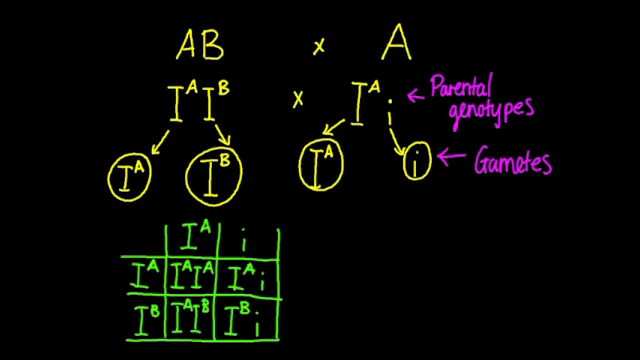 AB x A
I^A I^B x I^A i ← Parental genotypes
I^A I^B I^A i ← Gametes
I^A i
I^A I^A I^A I^A i
I^B I^A I^B I^B i